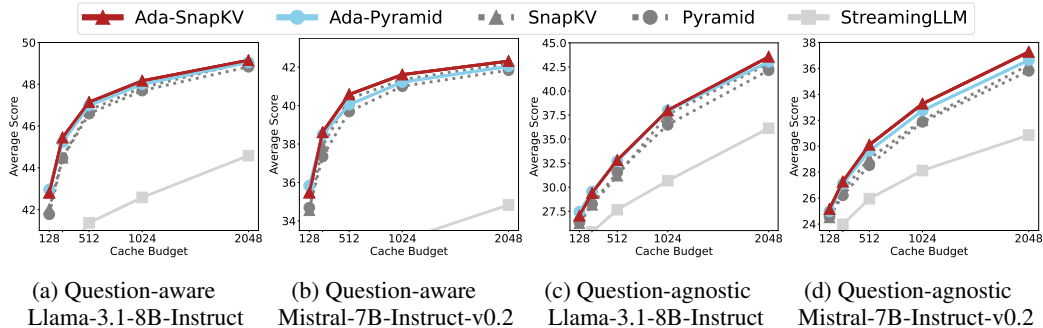 Ada-SnapKV Ada-Pyramid SnapKV Pyramid StreamingLLM
50
48
46
44
42
Average Score
128 512 1024 2048
Cache Budget
(a) Question-aware
Llama-3.1-8B-Instruct
42
40
38
36
34
Average Score
128 512 1024 2048
Cache Budget
(b) Question-aware
Mistral-7B-Instruct-v0.2
45.0
42.5
40.0
37.5
35.0
32.5
30.0
27.5
Average Score
128 512 1024 2048
Cache Budget
(c) Question-agnostic
Llama-3.1-8B-Instruct
38
36
34
32
30
28
26
24
Average Score
128 512 1024 2048
Cache Budget
(d) Question-agnostic
Mistral-7B-Instruct-v0.2